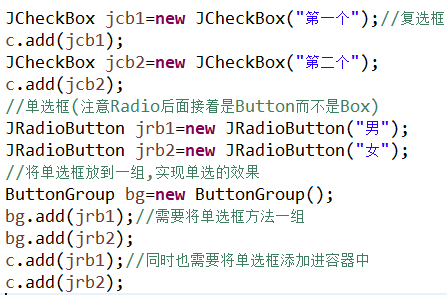 JCheckBox jcb1=new JCheckBox("第一个");//复选框
c.add(jcb1);
JCheckBox jcb2=new JCheckBox("第二个");
c.add(jcb2);
//单选框(注意Radio后面接着是Button而不是Box)
JRadioButton jrb1=new JRadioButton("男");
JRadioButton jrb2=new JRadioButton("女");
//将单选框放到一组,实现单选的效果
ButtonGroup bg=new ButtonGroup();
bg.add(jrb1);//需要将单选框方法一组
bg.add(jrb2);
c.add(jrb1);//同时也需要将单选框添加进容器中
c.add(jrb2);